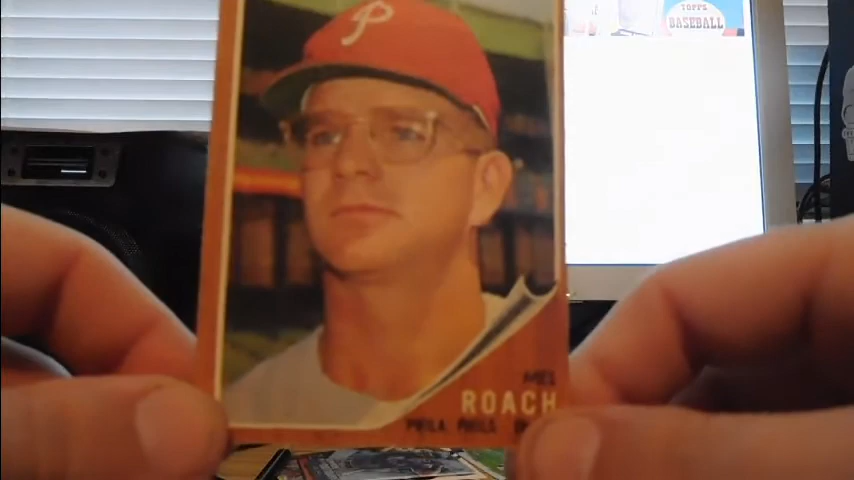 TOPPS
BASEBALL
P
MEL
ROACH
PHILA. PHILS